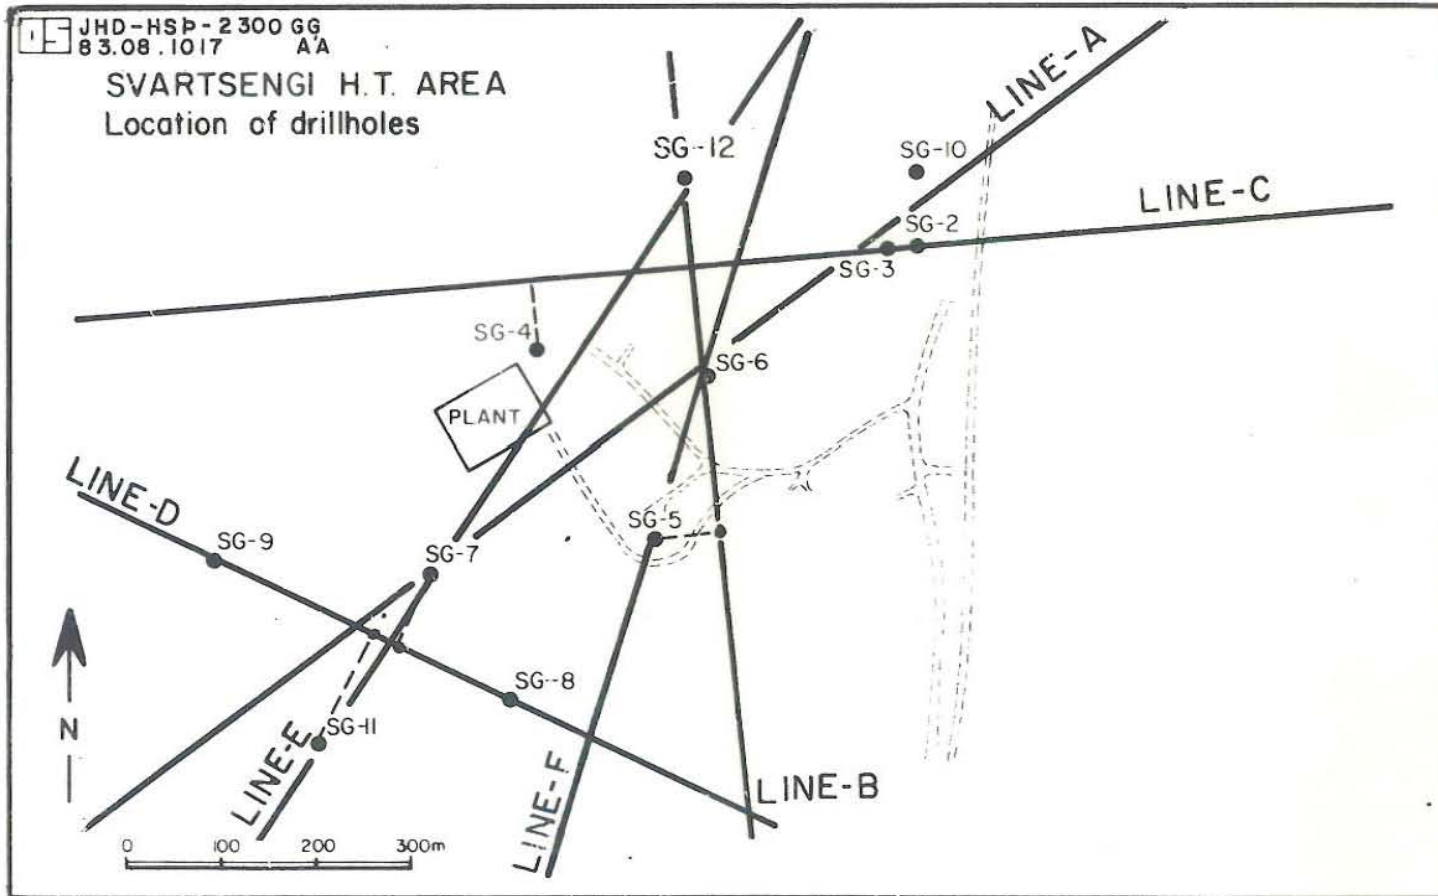 OS JHD-HSÞ-2300 GG
83.08.1017 A'A
SVARTSENGI H.T. AREA
Location of drillholes
LINE-A
SG-12
SG-10
LINE-C
SG-2
SG-3
SG-4
SG-6
PLANT
LINE-D
SG-9
SG-7
SG-5
SG-8
N
SG-11
LINE-E
LINE-F
LINE-B
0 100 200 300m